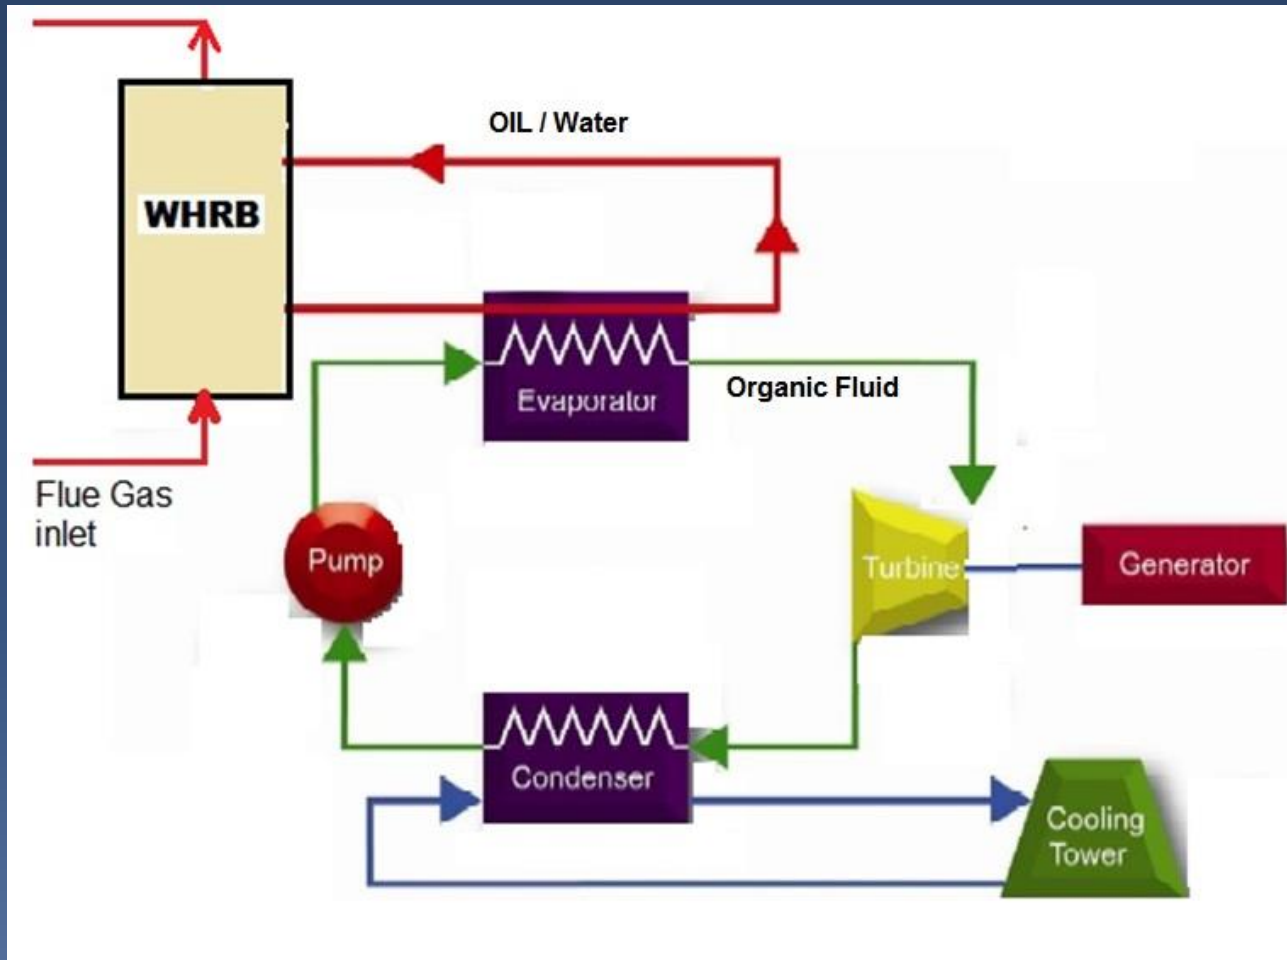 OIL / Water
WHRB
Evaporator
Organic Fluid
Flue Gas
inlet
Pump
Turbine
Generator
Condenser
Cooling
Tower